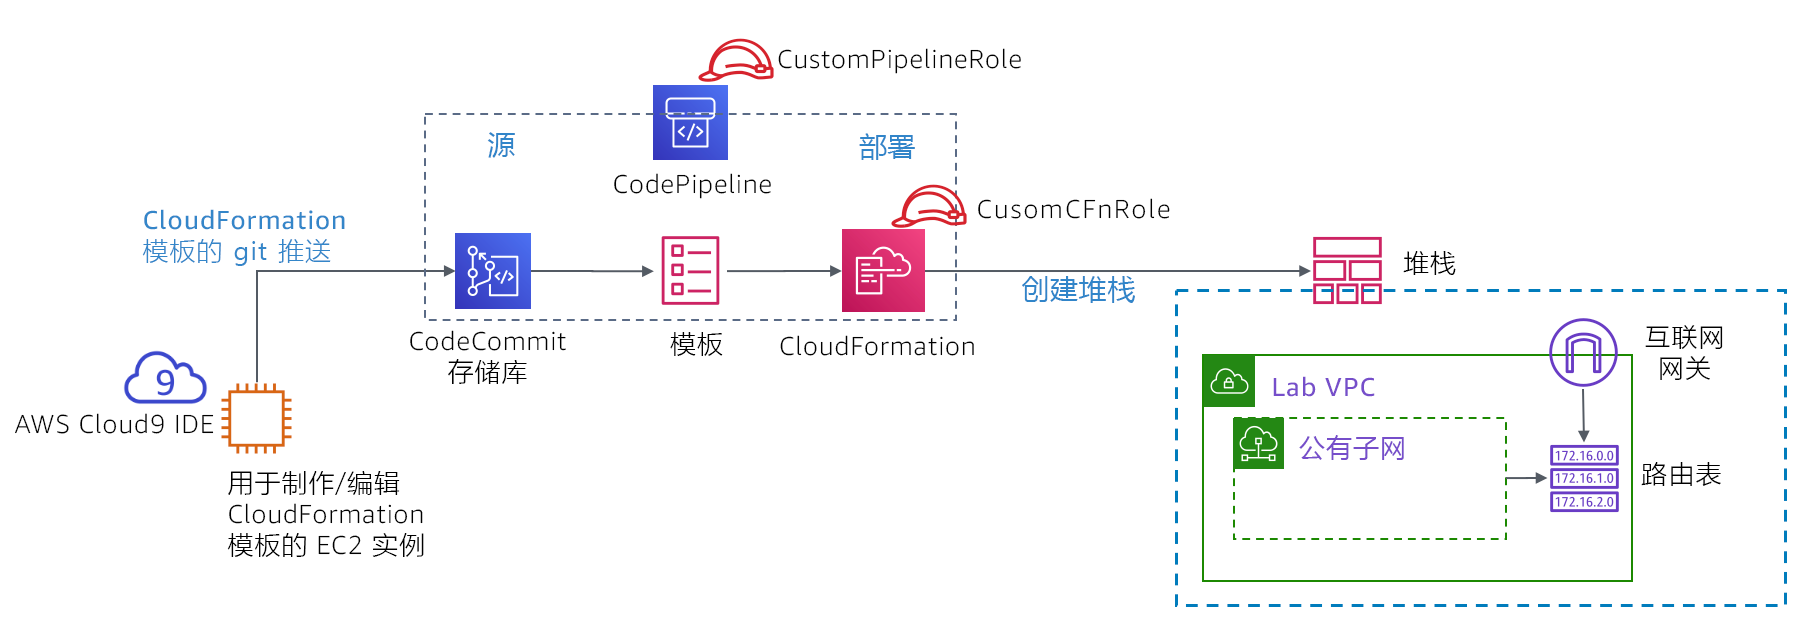 CustomPipelineRole
源
部署
CodePipeline
CloudFormation
模板的 git 推送
CusomCFnRole
创建堆栈
堆栈
CodeCommit
存储库
模板
CloudFormation
9
AWS Cloud9 IDE
用于制作/编辑
CloudFormation
模板的 EC2 实例
互联网
网关
Lab VPC
公有子网
172.16.0.0
172.16.1.0
172.16.2.0
路由表